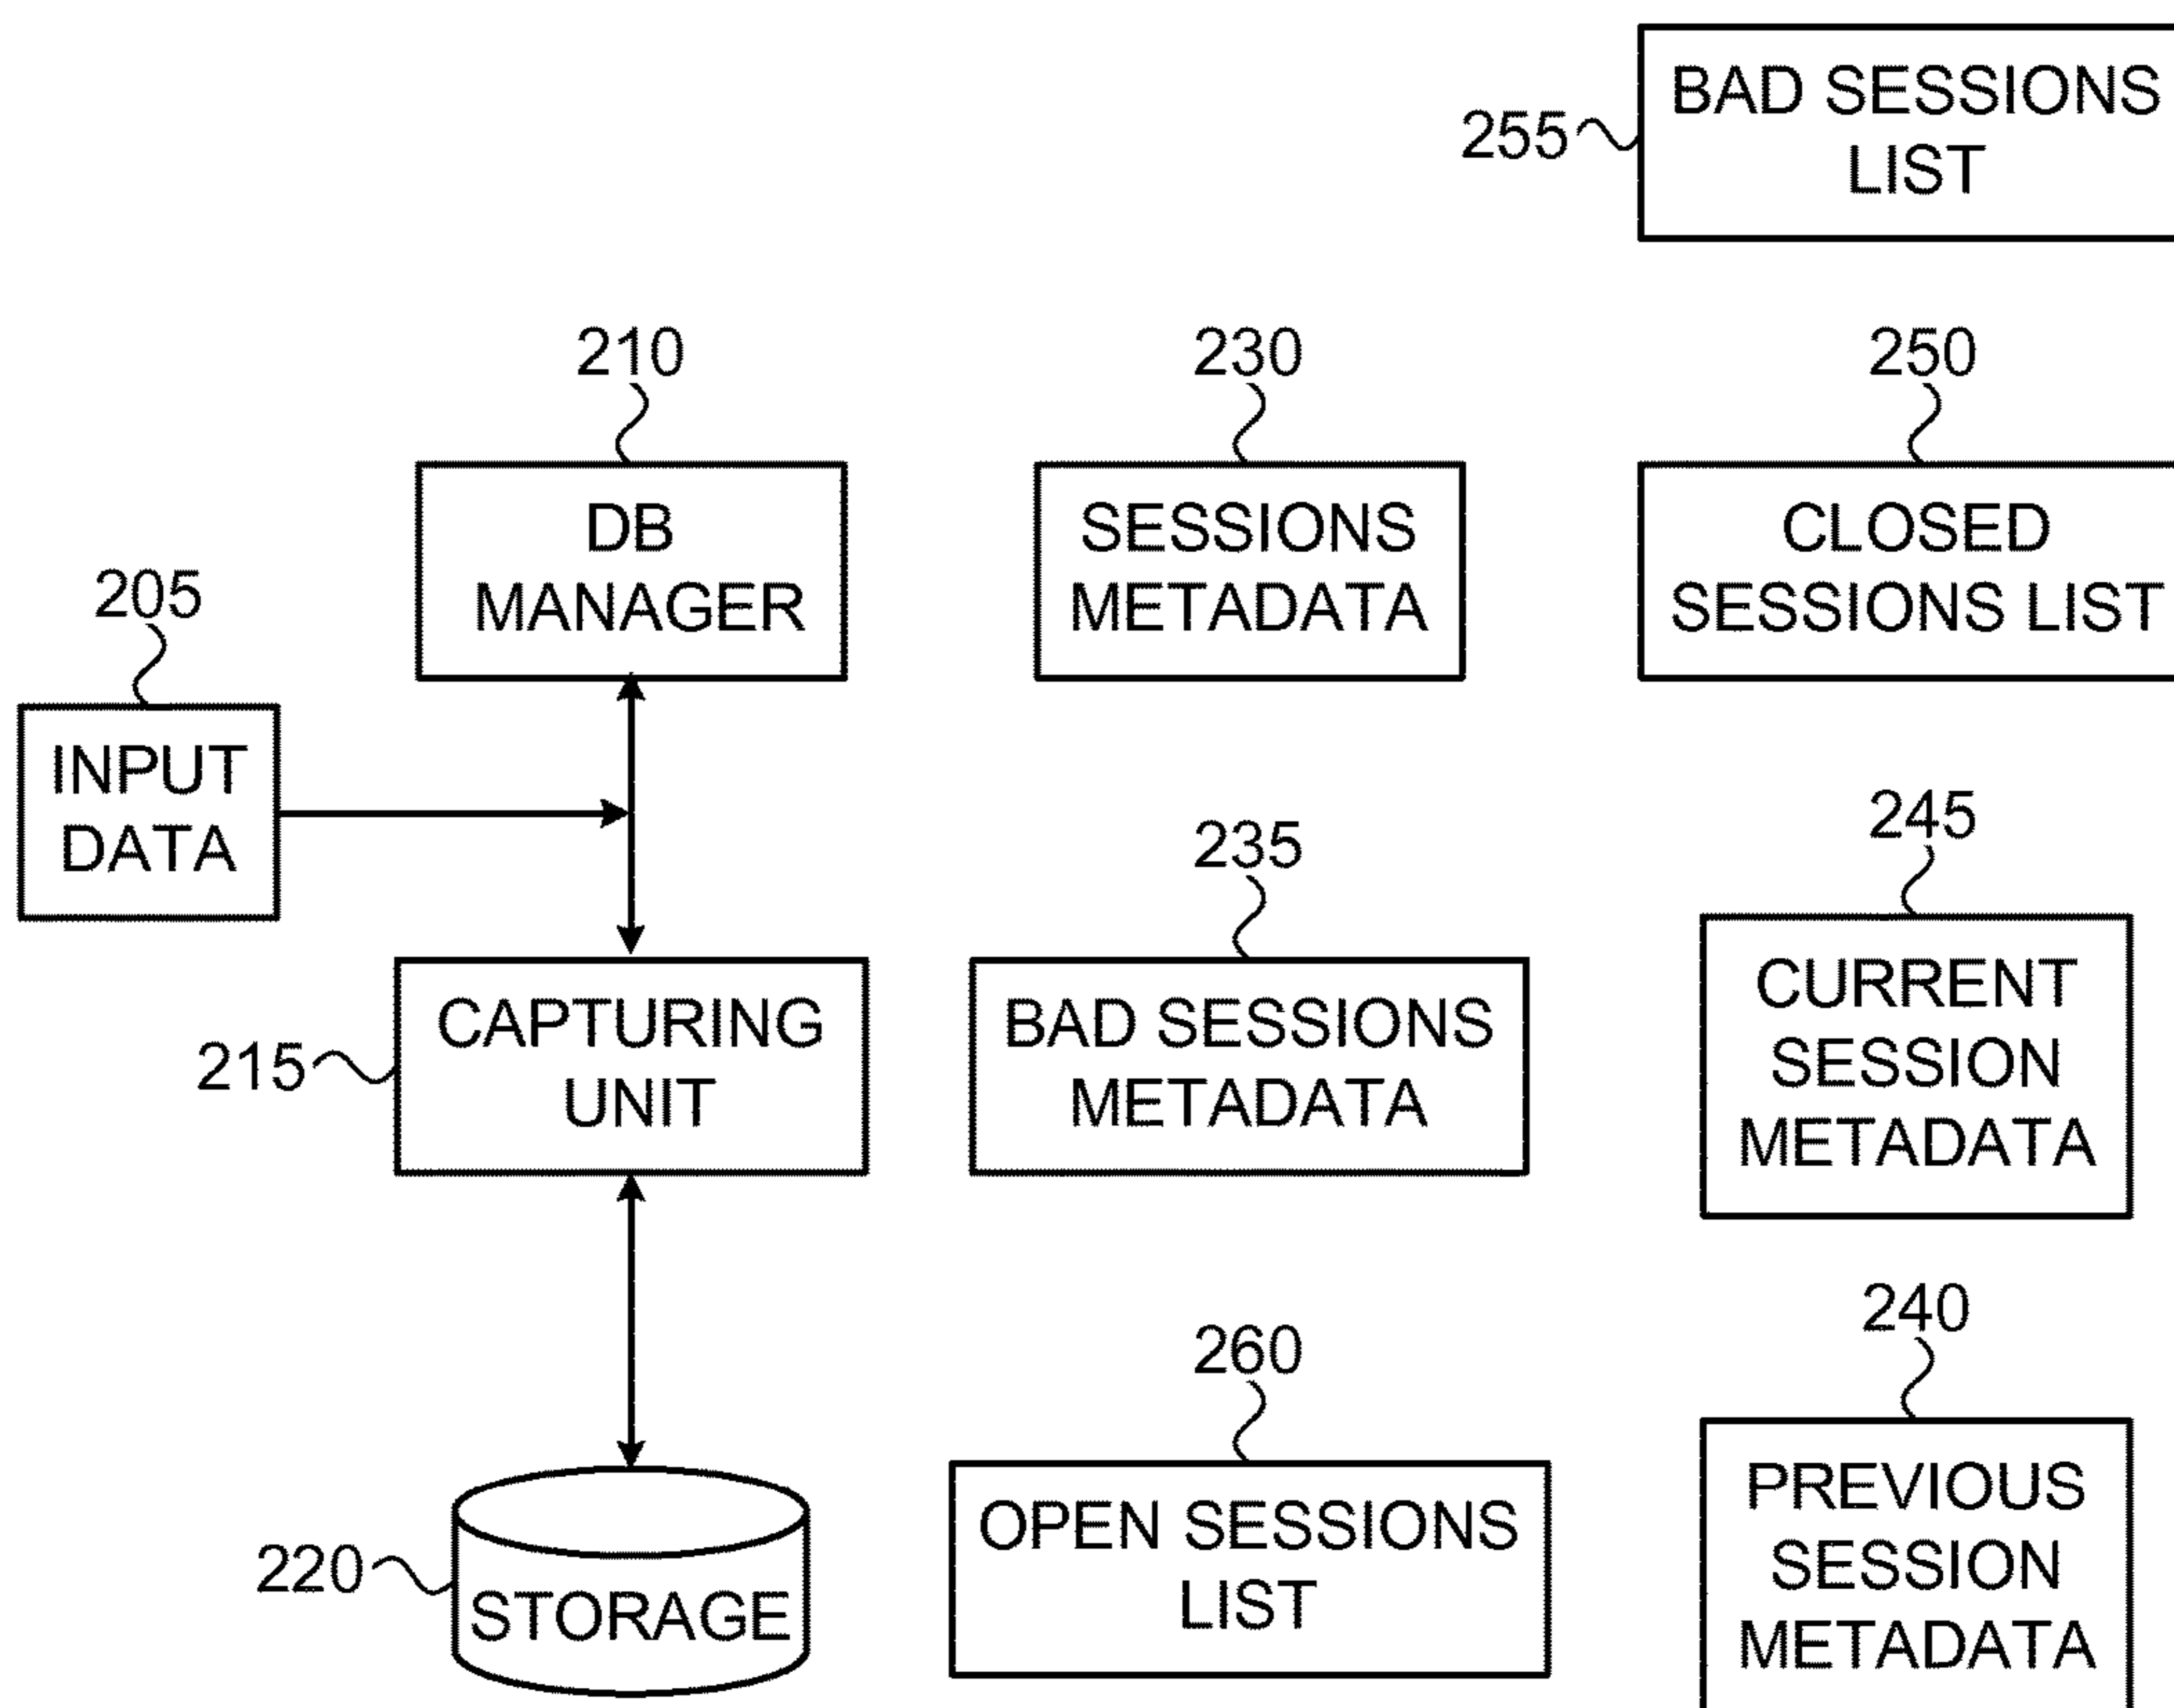 255
BAD SESSIONS
LIST
210
DB
MANAGER
230
SESSIONS
METADATA
250
CLOSED
SESSIONS LIST
205
INPUT
DATA
215
CAPTURING
UNIT
235
BAD SESSIONS
METADATA
245
CURRENT
SESSION
METADATA
220
STORAGE
260
OPEN SESSIONS
LIST
240
PREVIOUS
SESSION
METADATA